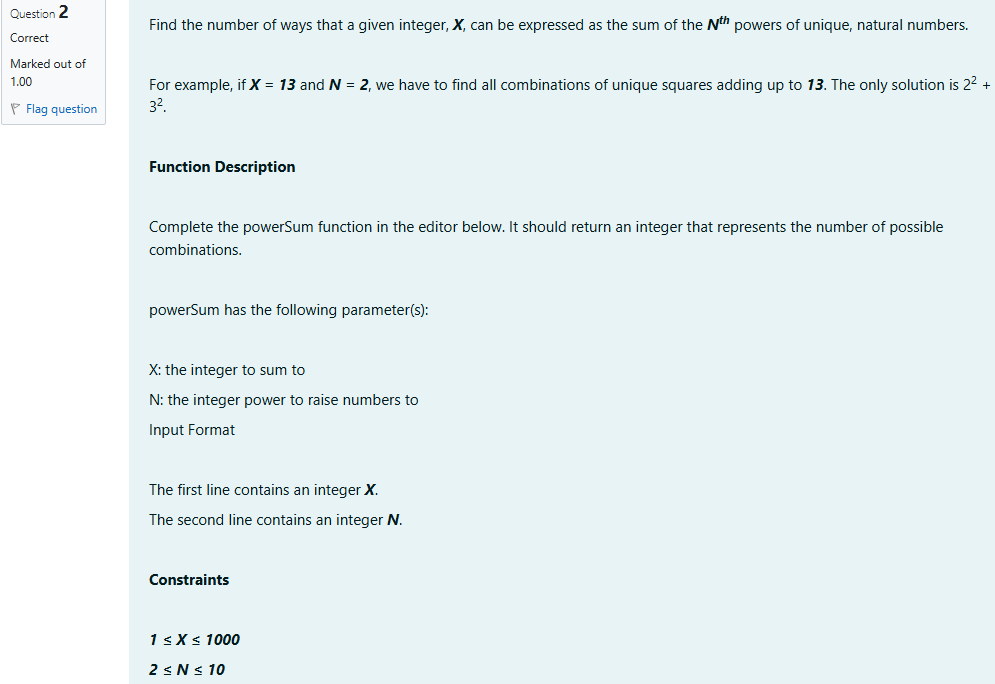 Question 2
Correct
Marked out of
1.00
Flag question
Find the number of ways that a given integer, X, can be expressed as the sum of the Nth powers of unique, natural numbers.
For example, if X = 13 and N = 2, we have to find all combinations of unique squares adding up to 13. The only solution is 2² +
3².
Function Description
Complete the powerSum function in the editor below. It should return an integer that represents the number of possible
combinations.
powerSum has the following parameter(s):
X: the integer to sum to
N: the integer power to raise numbers to
Input Format
The first line contains an integer X.
The second line contains an integer N.
Constraints
1 ≤ X ≤ 1000
2 ≤ N ≤ 10